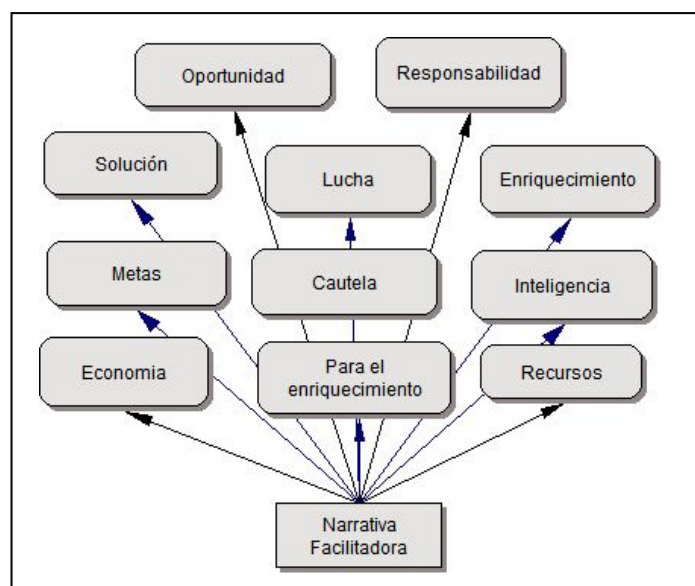 Oportunidad
Responsabilidad
Solución
Lucha
Enriquecimiento
Metas
Cautela
Inteligencia
Economia
Para el
enriquecimiento
Recursos
Narrativa
Facilitadora